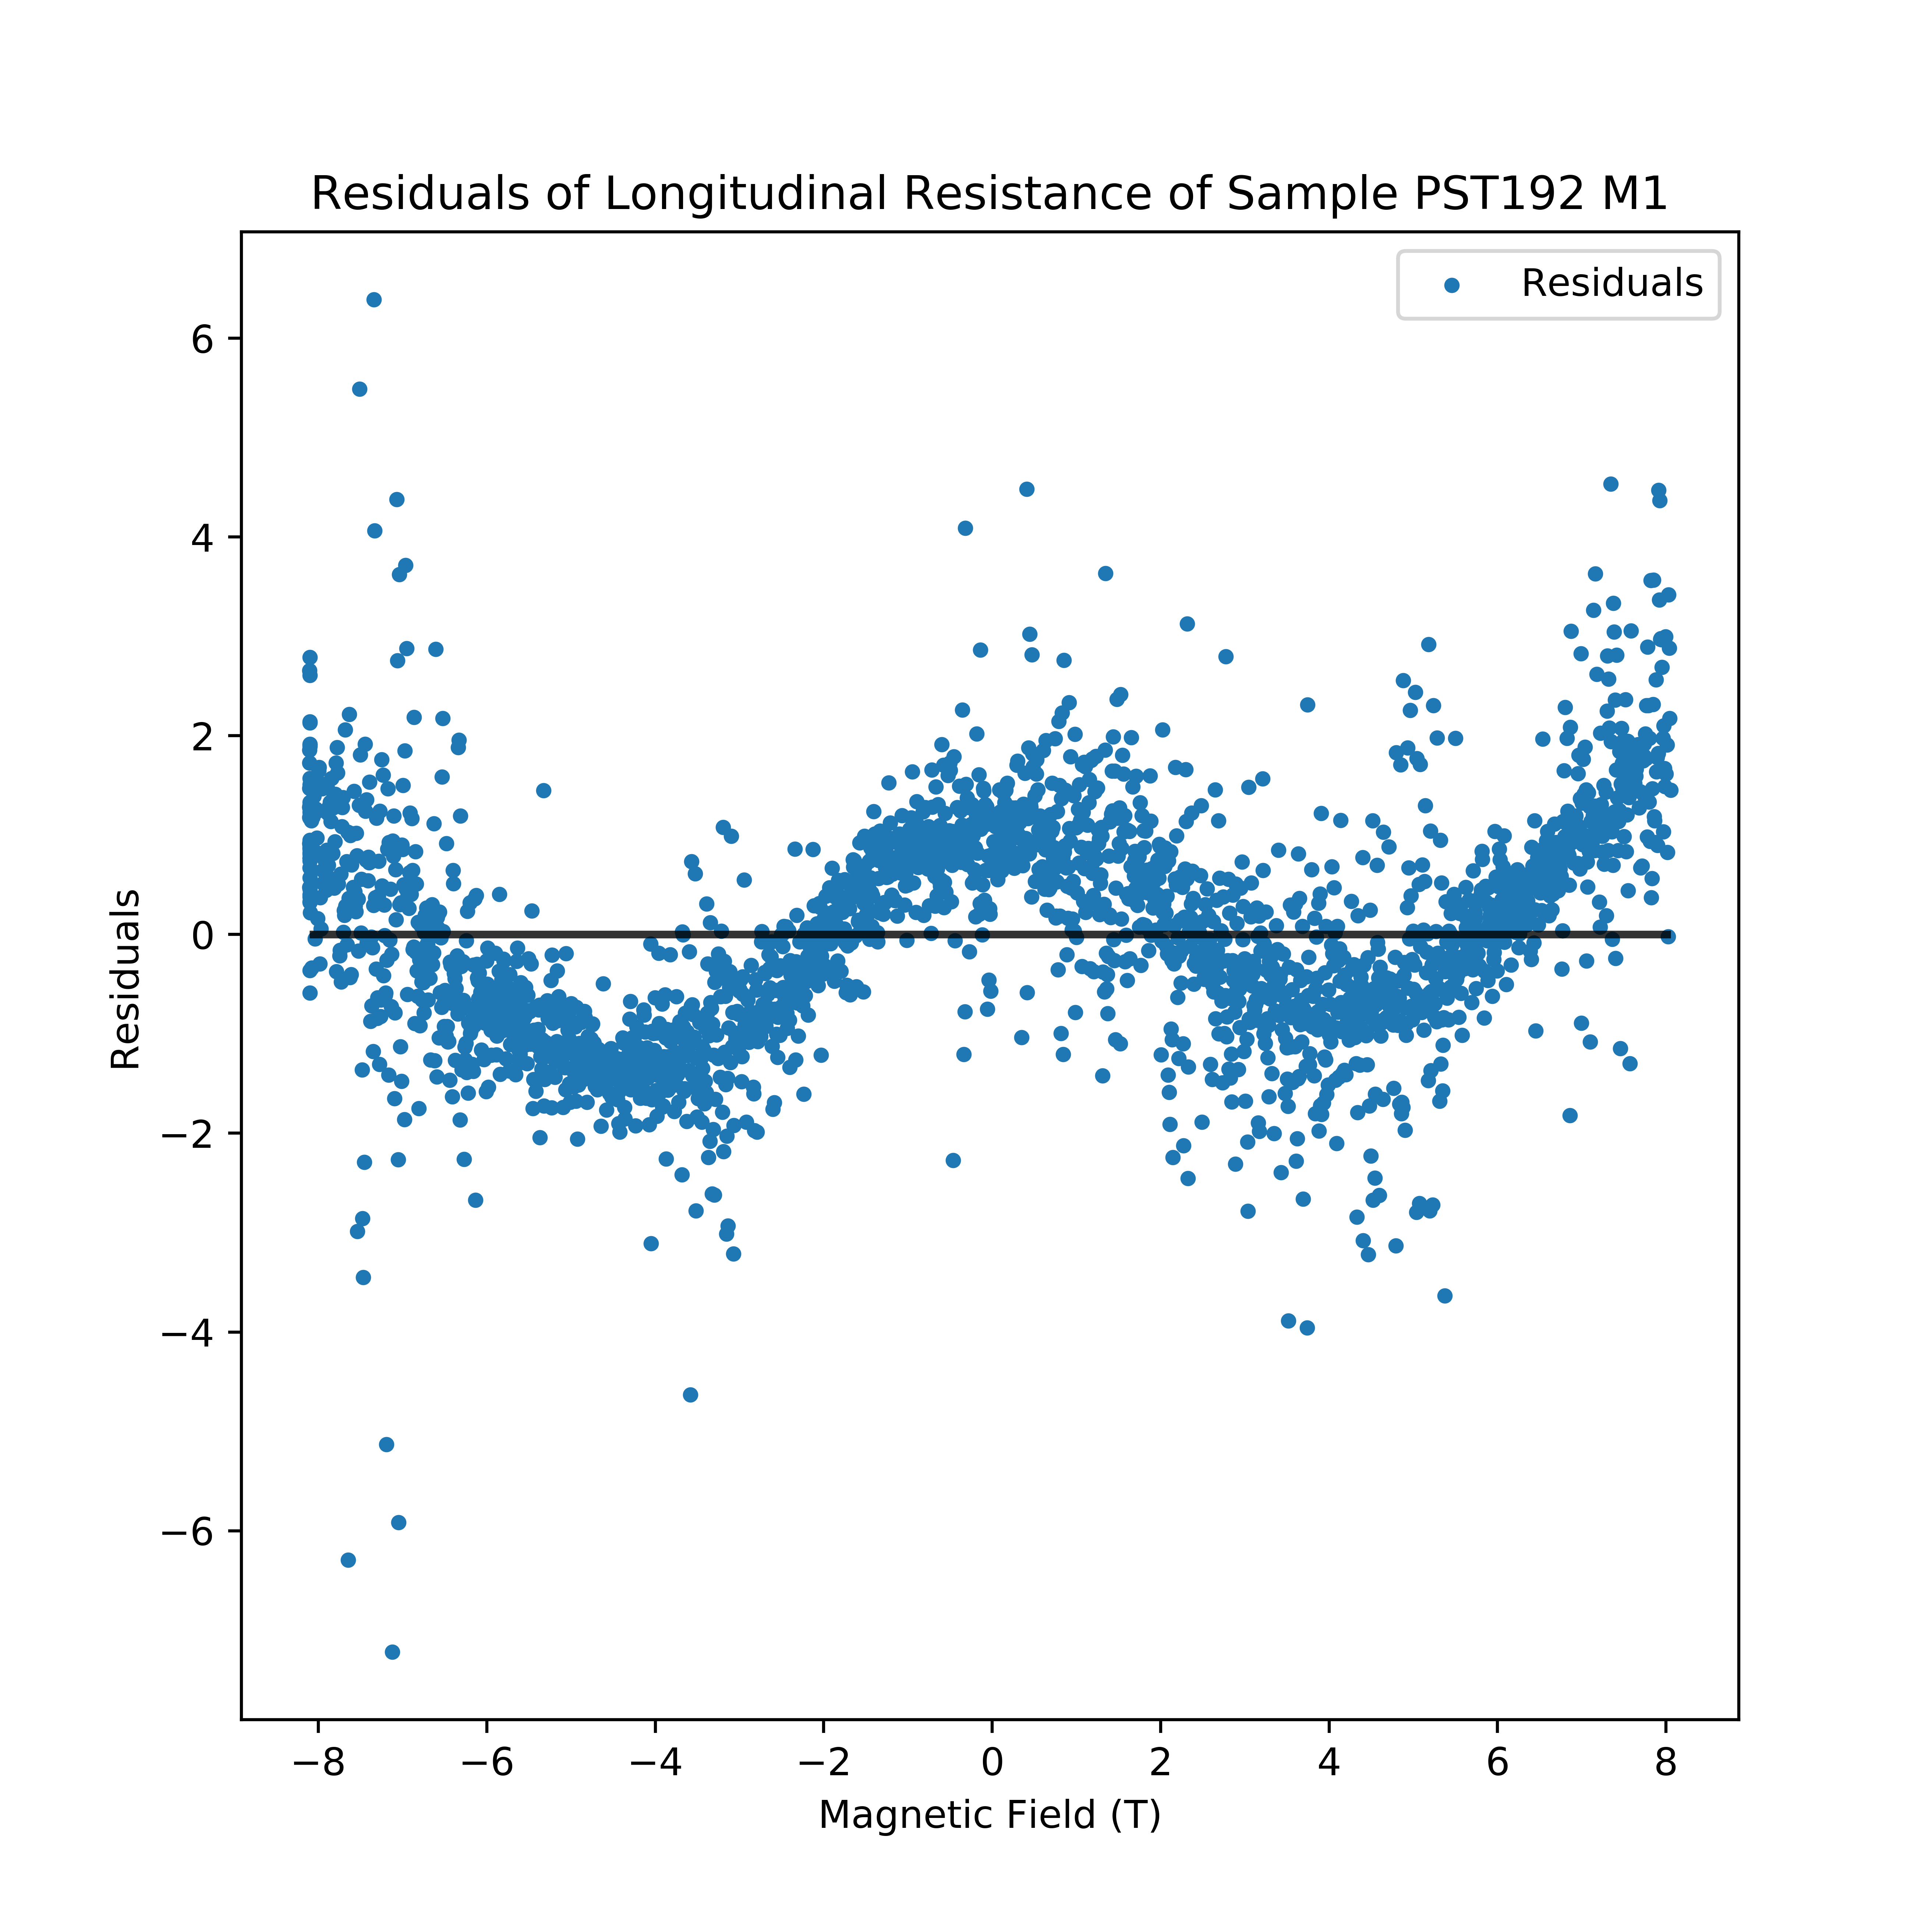 Residuals of Longitudinal Resistance of Sample PST192 M1
Residuals
6
4
2
0
−2
−4
−6
Residuals
−8 −6 −4 −2 0 2 4 6 8
Magnetic Field (T)